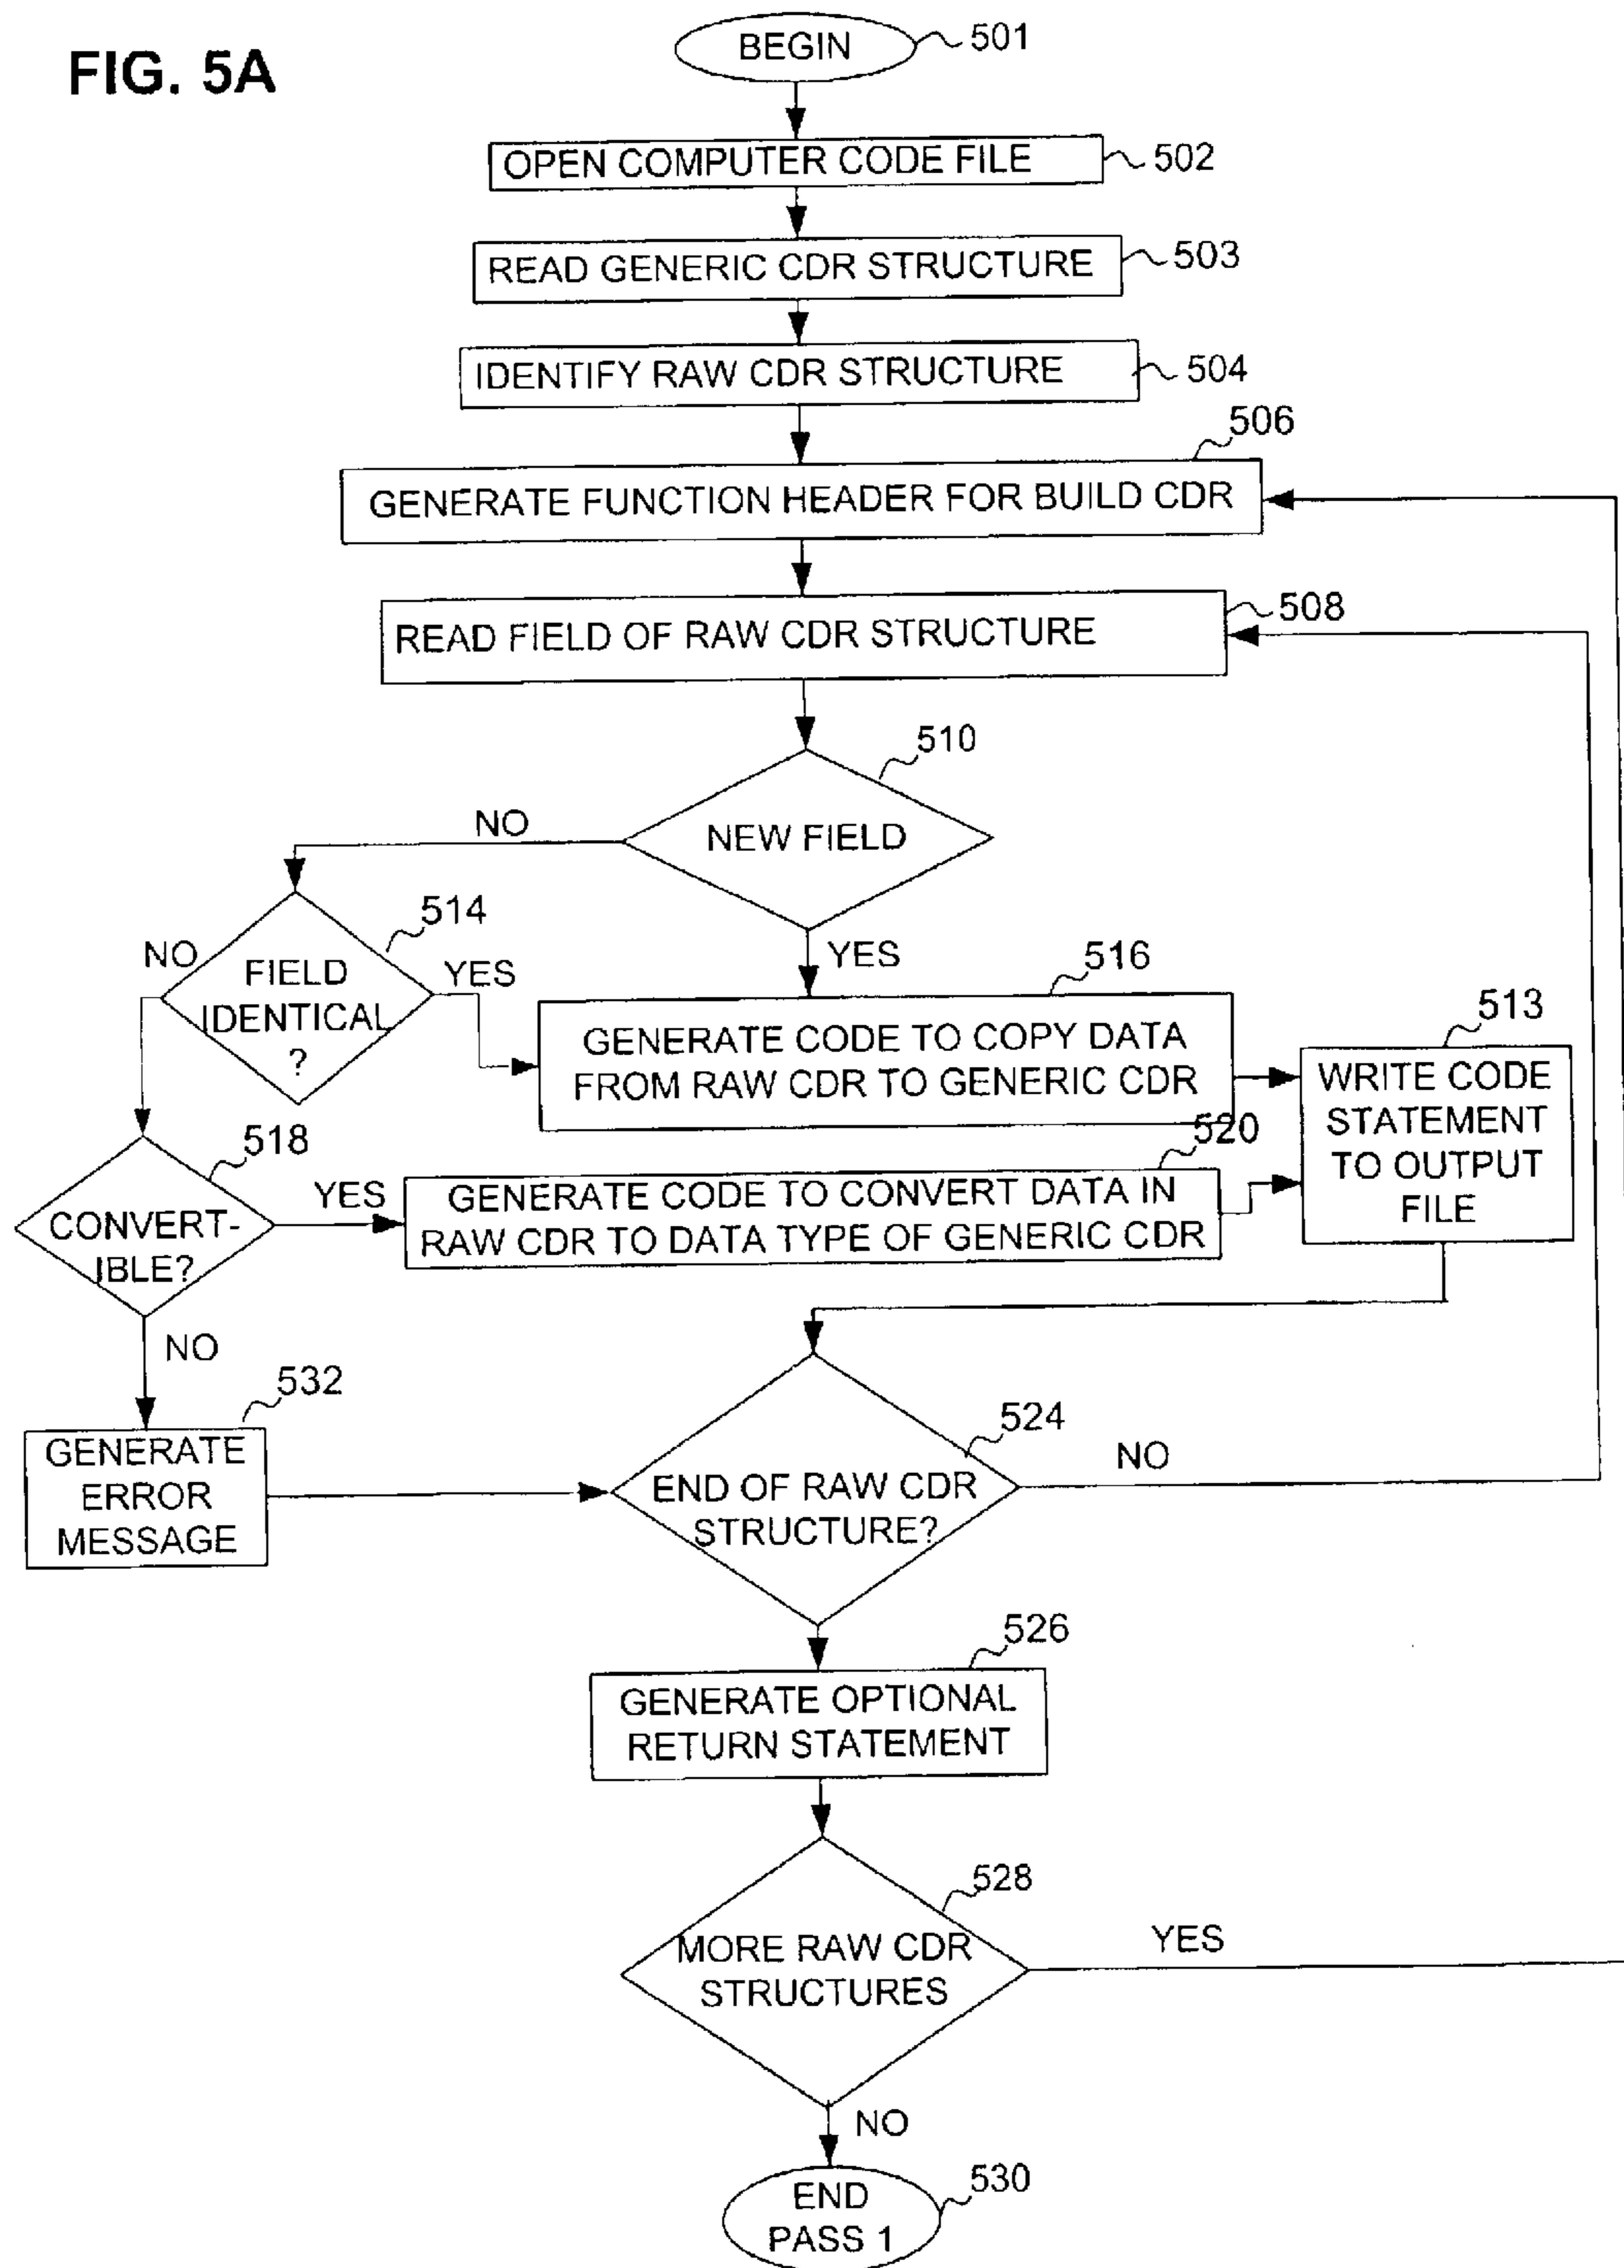 FIG. 5A
BEGIN
501
OPEN COMPUTER CODE FILE
502
READ GENERIC CDR STRUCTURE
503
IDENTIFY RAW CDR STRUCTURE
504
506
GENERATE FUNCTION HEADER FOR BUILD CDR
READ FIELD OF RAW CDR STRUCTURE
508
510
NEW FIELD
NO
YES
514
FIELD
IDENTICAL
?
NO
YES
516
GENERATE CODE TO COPY DATA
FROM RAW CDR TO GENERIC CDR
513
WRITE CODE
STATEMENT
TO OUTPUT
FILE
518
CONVERT-
IBLE?
YES
520
GENERATE CODE TO CONVERT DATA IN
RAW CDR TO DATA TYPE OF GENERIC CDR
NO
532
GENERATE
ERROR
MESSAGE
524
END OF RAW CDR
STRUCTURE?
NO
526
GENERATE OPTIONAL
RETURN STATEMENT
528
MORE RAW CDR
STRUCTURES
YES
NO
END
PASS 1
530